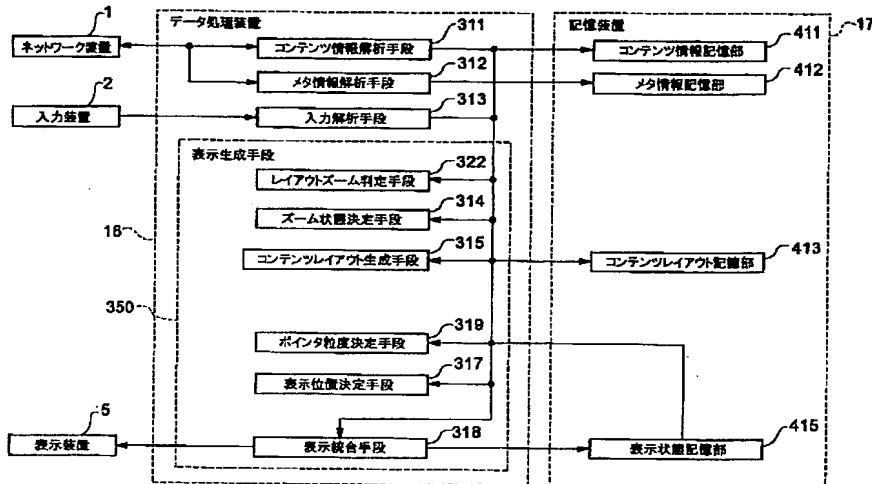 1
データ処理装置
311
記憶装置
17
ネットワーク装置
コンテンツ情報解析手段
コンテンツ情報記憶部
411
312
メタ情報解析手段
メタ情報記憶部
412
2
313
入力装置
入力解析手段
表示生成手段
322
レイアウトズーム判定手段
314
ズーム状態決定手段
16
315
コンテンツレイアウト生成手段
コンテンツレイアウト記憶部
413
350
319
ポインタ粒度決定手段
317
表示位置決定手段
5
表示装置
表示統合手段
318
表示状態記憶部
415